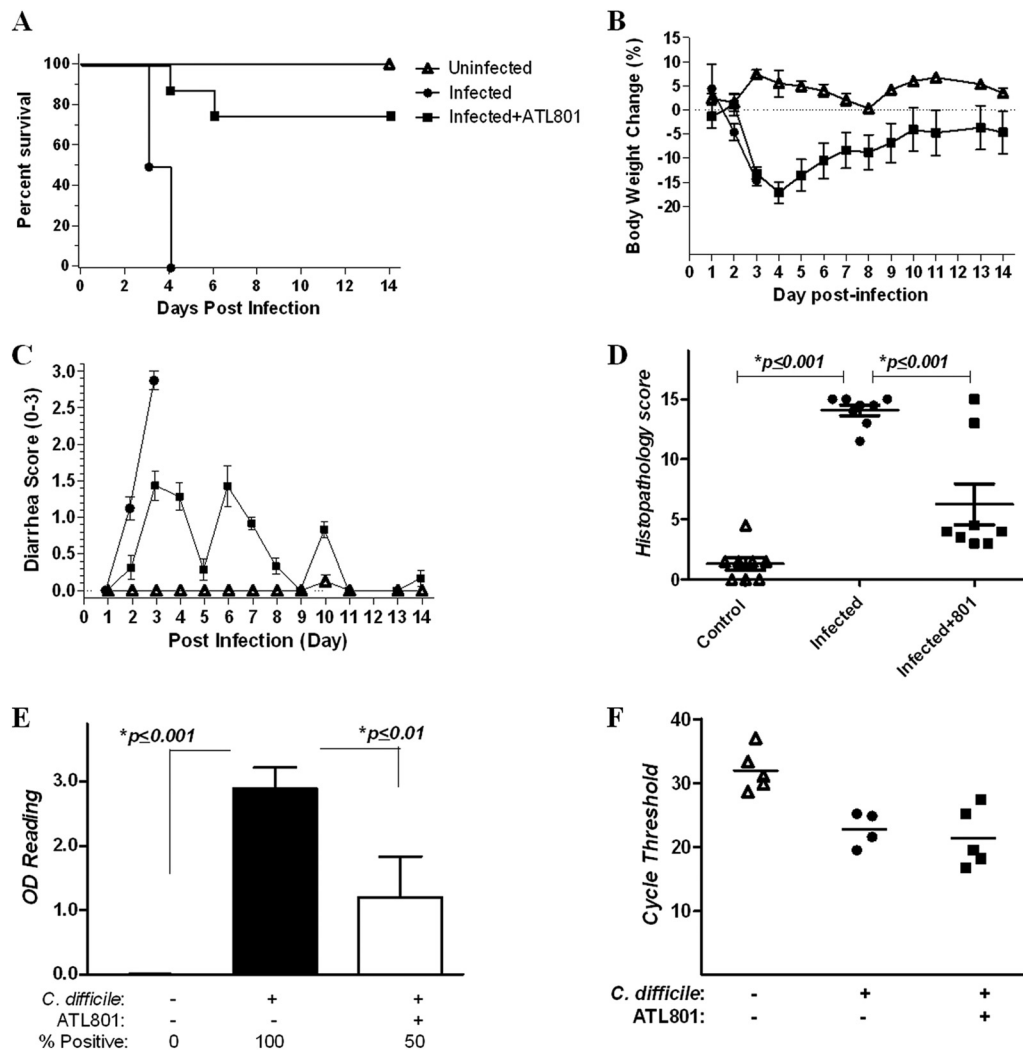 A
100
80
60
40
20
0
Percent survival
0 2 4 6 8 10 12 14
Days Post Infection
Uninfected
Infected
Infected+ATL801
B
15
10
5
0
-5
-10
-15
-20
Body Weight Change (%)
0 1 2 3 4 5 6 7 8 9 10 11 12 13 14
Day post-infection
C
3.0
2.5
2.0
1.5
1.0
0.5
0.0
Diarrhea Score (0-3)
0 1 2 3 4 5 6 7 8 9 10 11 12 13 14
Post Infection (Day)
D
*p≤0.001 *p≤0.001
15
10
5
0
Histopathology score
Control
Infected
Infected+801
E
*p≤0.001 *p≤0.01
3.0
2.0
1.0
0.0
OD Reading
C. difficile: - + +
ATL801: - - +
% Positive: 0 100 50
F
40
30
20
10
0
Cycle Threshold
C. difficile: - + +
ATL801: - - +